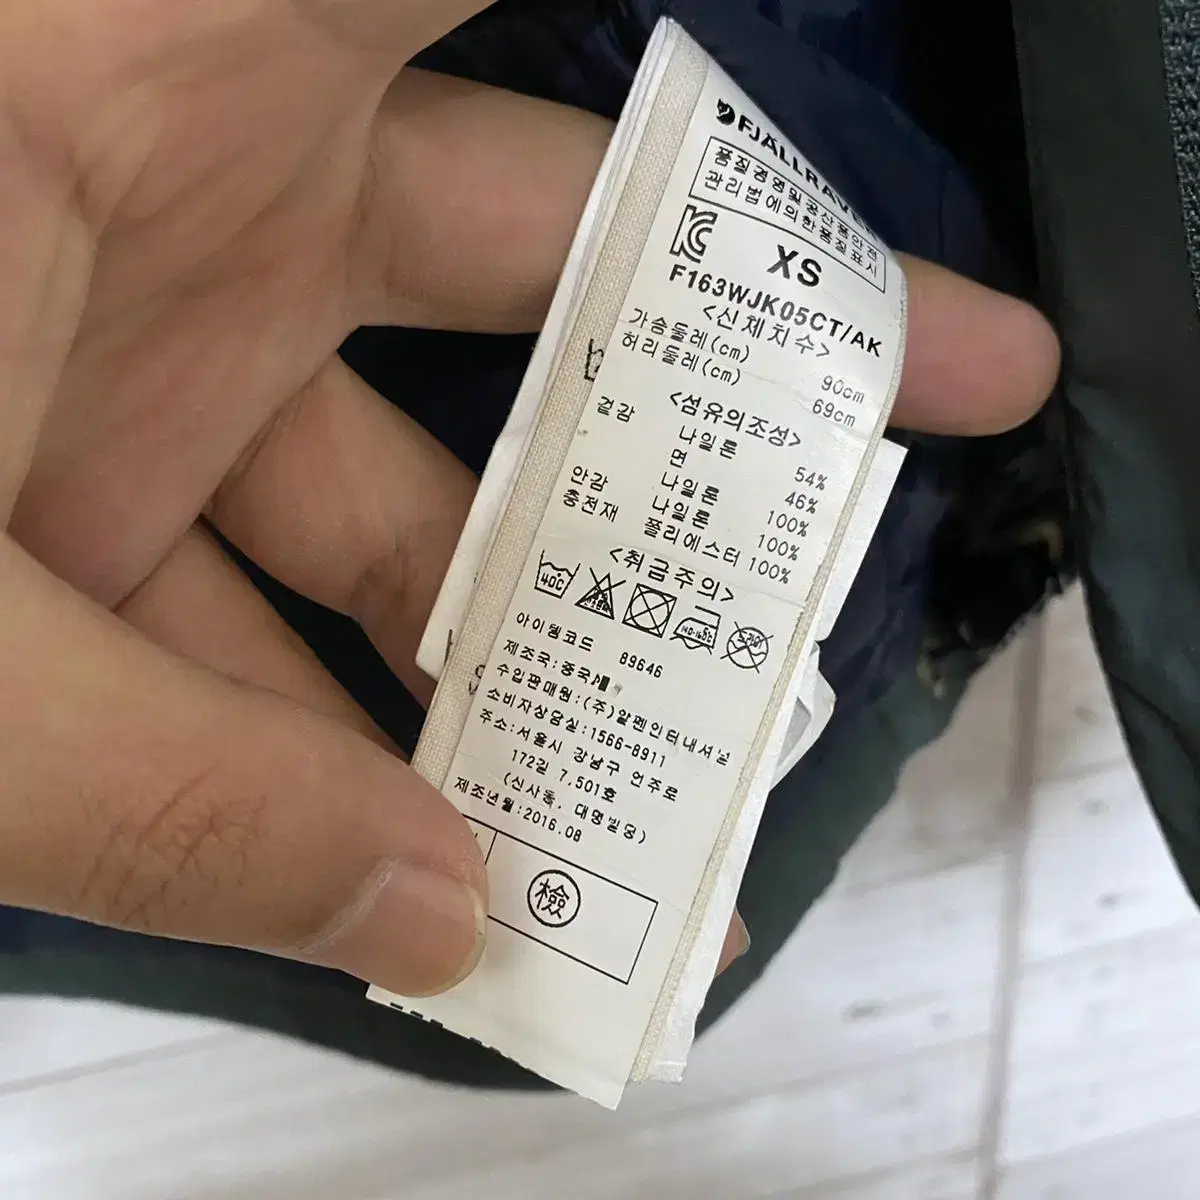 FJÄLLRÄVEN
품질경영및공산품안전
관리법에의한품질표시
XS
F163WJK05CT/AK
<신체치수>
가슴둘레(cm) 90cm
허리둘레(cm) 69cm
<섬유의조성>
겉감 나일론 54%
면 46%
나일론 100%
안감 나일론 100%
충전재 폴리에스터 100%
<취급주의>
40℃
아이템코드 89646
제조국:중국
수입판매원:(주)알펜인터내셔널
소비자상담실:1566-8911
주소:서울시 강남구 언주로
172길 7,501호
(신사동, 대명빌딩)
제조년월:2016.08
檢